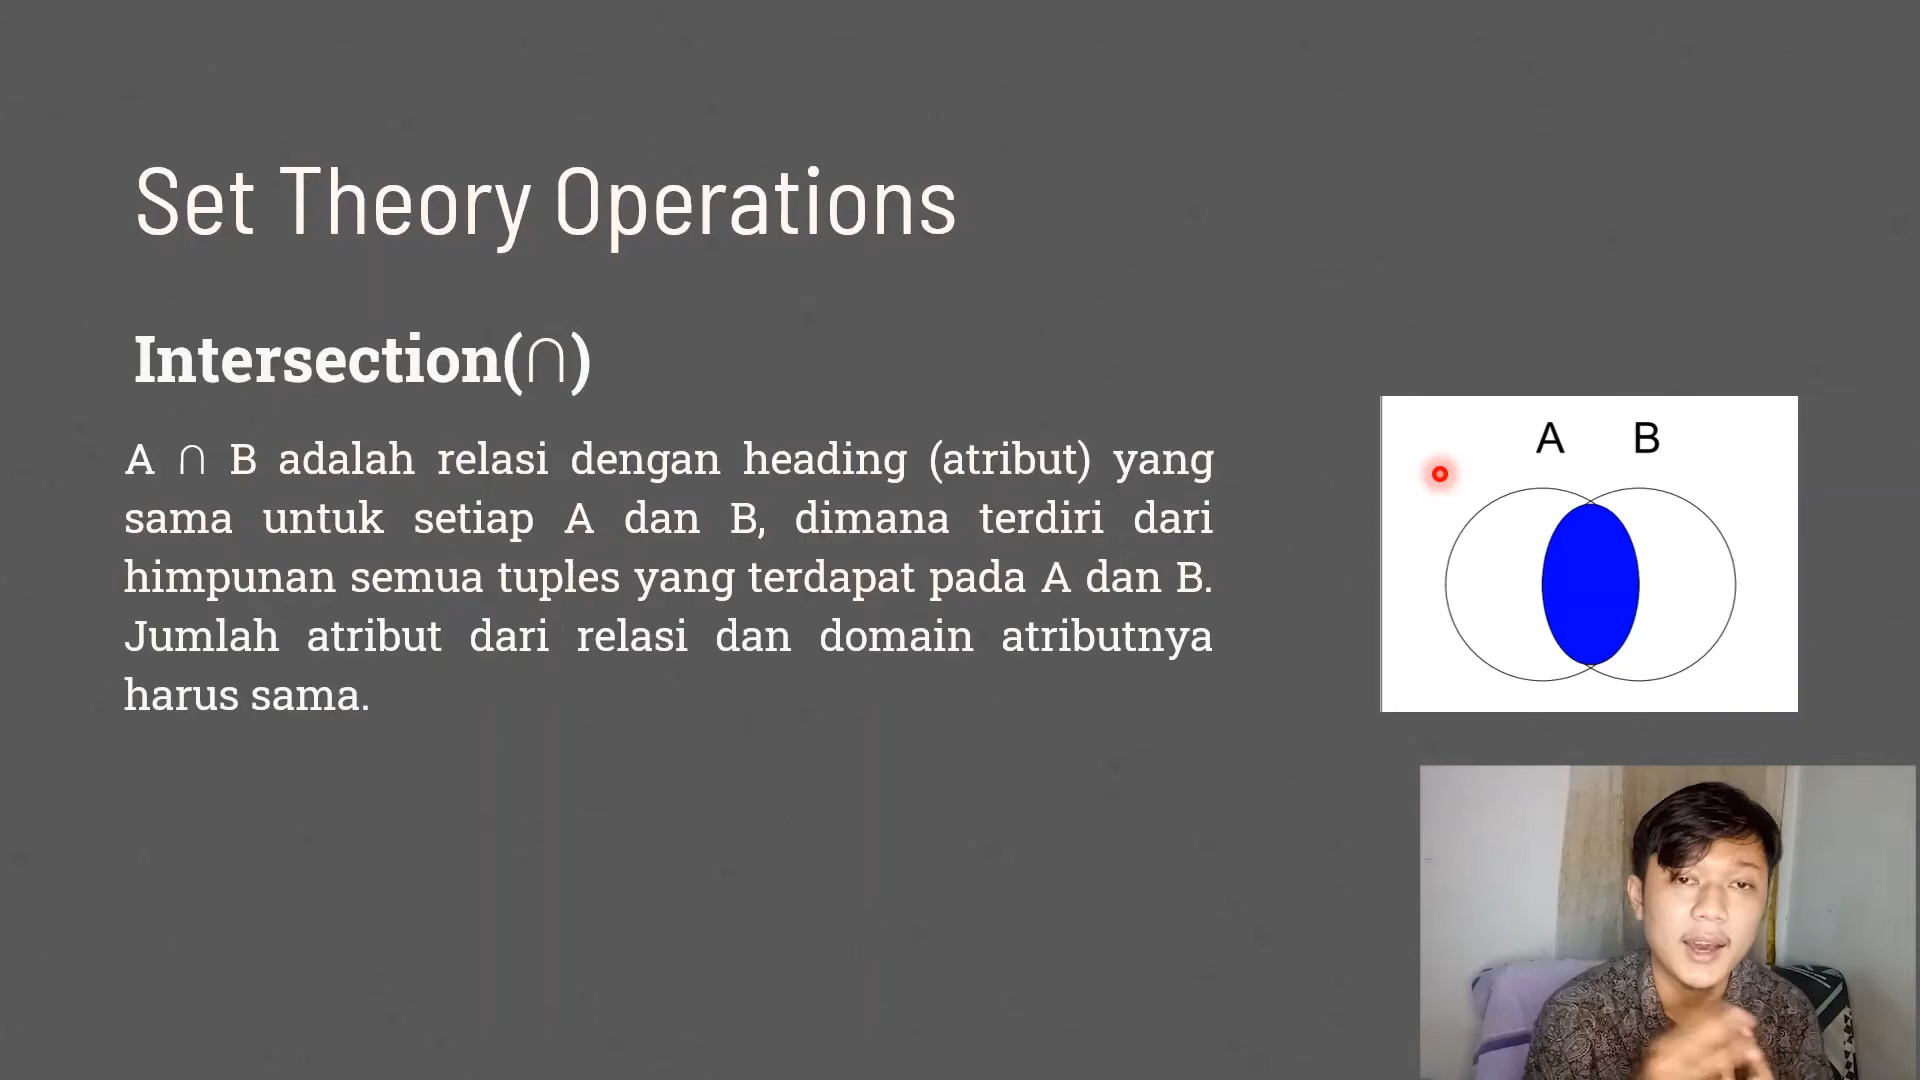 Set Theory Operations
Intersection(∩)
A ∩ B adalah relasi dengan heading (atribut) yang
sama untuk setiap A dan B, dimana terdiri dari
himpunan semua tuples yang terdapat pada A dan B.
Jumlah atribut dari relasi dan domain atributnya
harus sama.
A B